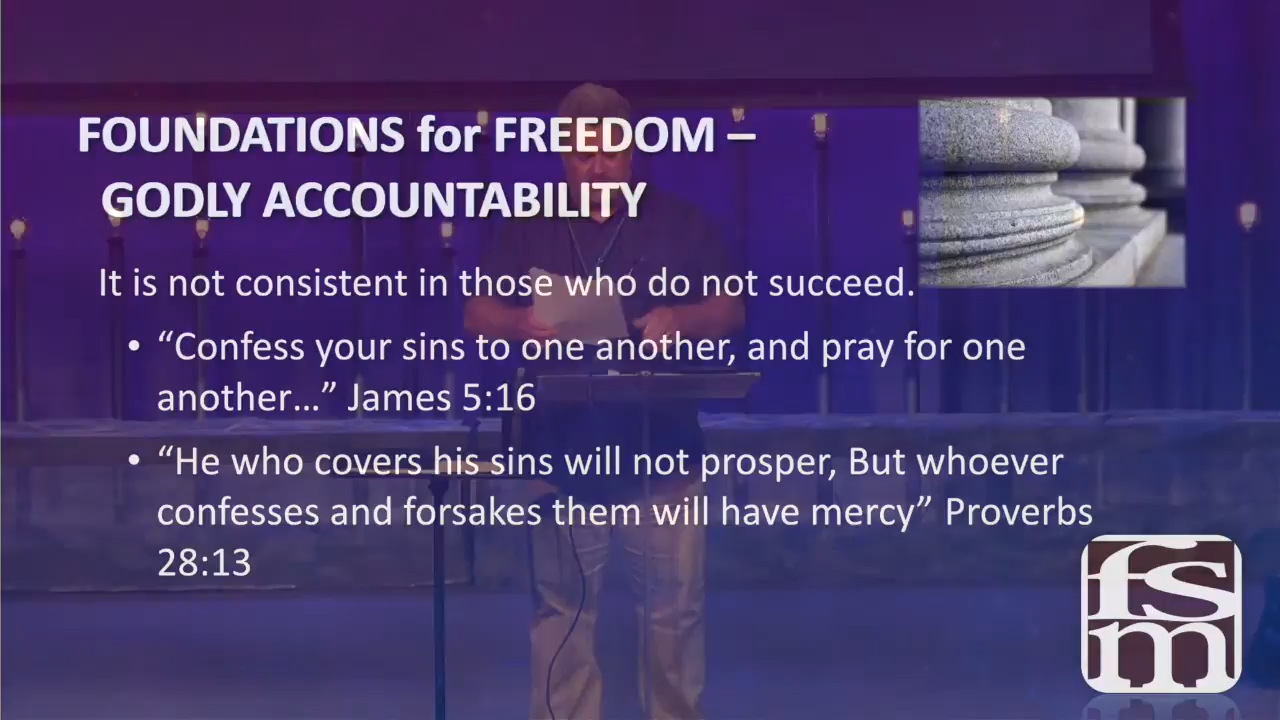 FOUNDATIONS for FREEDOM –
GODLY ACCOUNTABILITY
It is not consistent in those who do not succeed.
• “Confess your sins to one another, and pray for one
another…” James 5:16
• “He who covers his sins will not prosper, But whoever
confesses and forsakes them will have mercy” Proverbs
28:13
fs
m